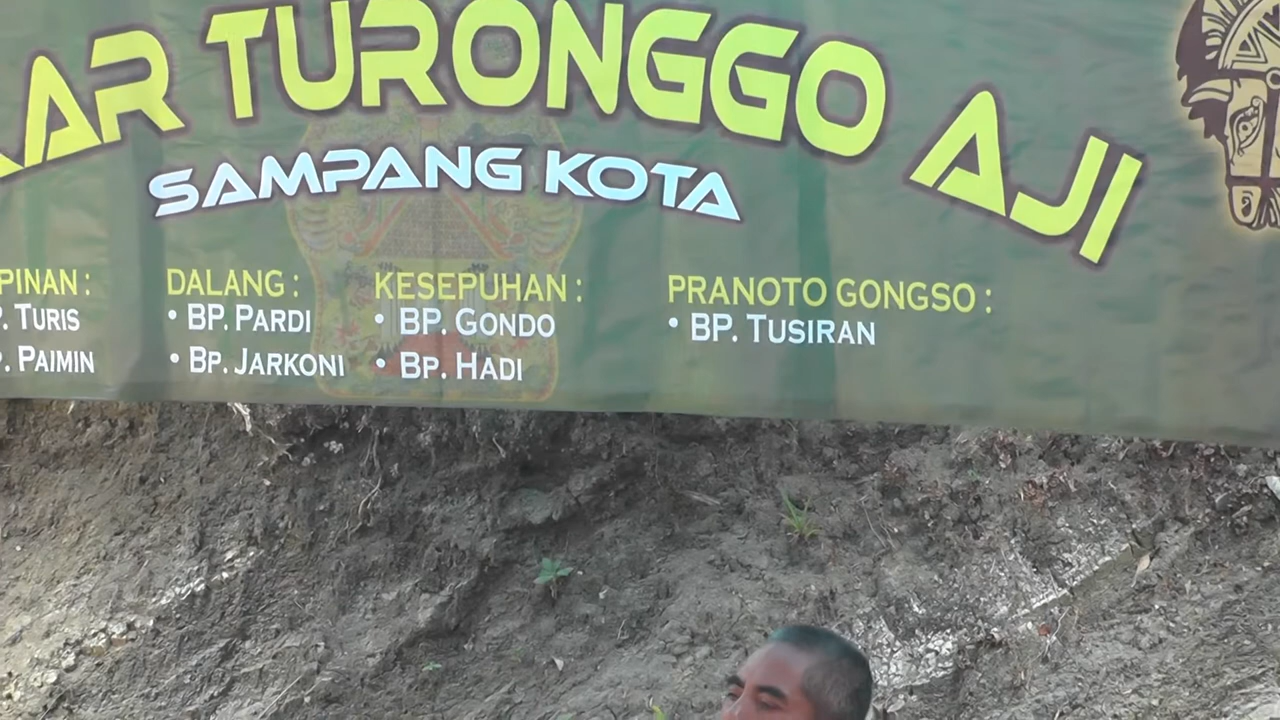 AR TURONGGO AJI
SAMPANG KOTA
PINAN :
TURIS
PAIMIN
DALANG :
• BP. PARDI
• BP. JARKONI
KESEPUHAN :
• BP. GONDO
• BP. HADI
PRANOTO GONGSO :
• BP. TUSIRAN